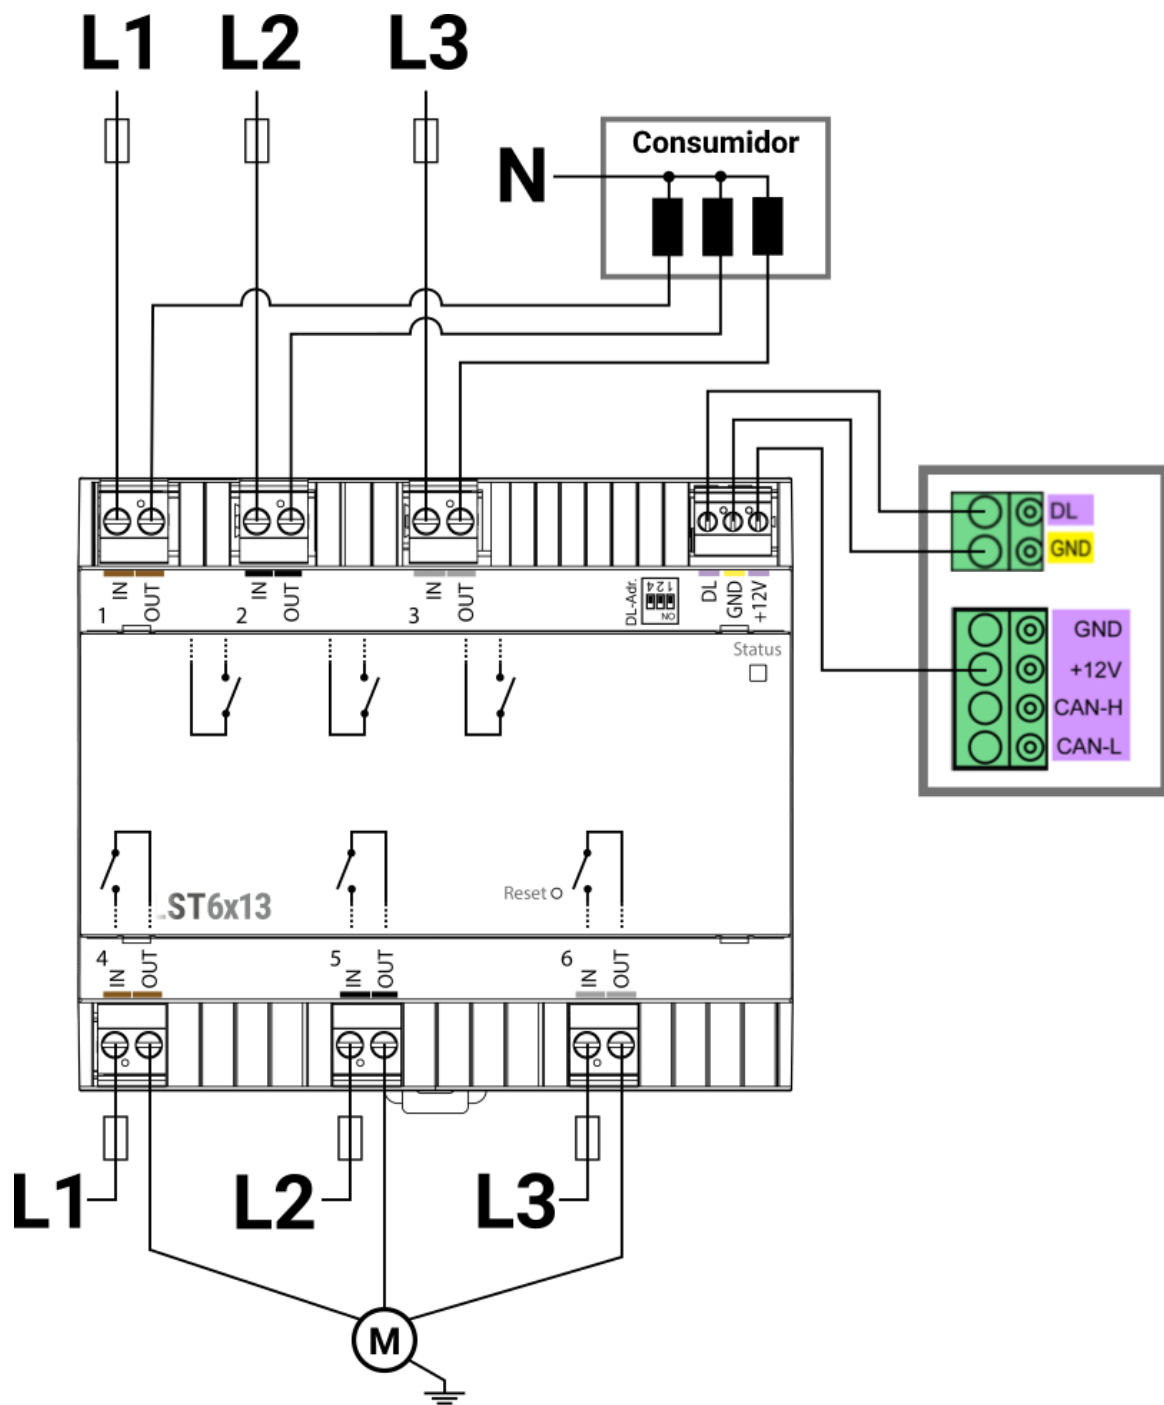 L1 L2 L3
Consumidor
N
DL
GND
GND
+12V
CAN-H
CAN-L
1 IN OUT
2 IN OUT
3 IN OUT
DL-Adr.
1 2 4
ON
DL GND +12V
Status
Reset
ST6x13
4 IN OUT
5 IN OUT
6 IN OUT
L1 L2 L3
M